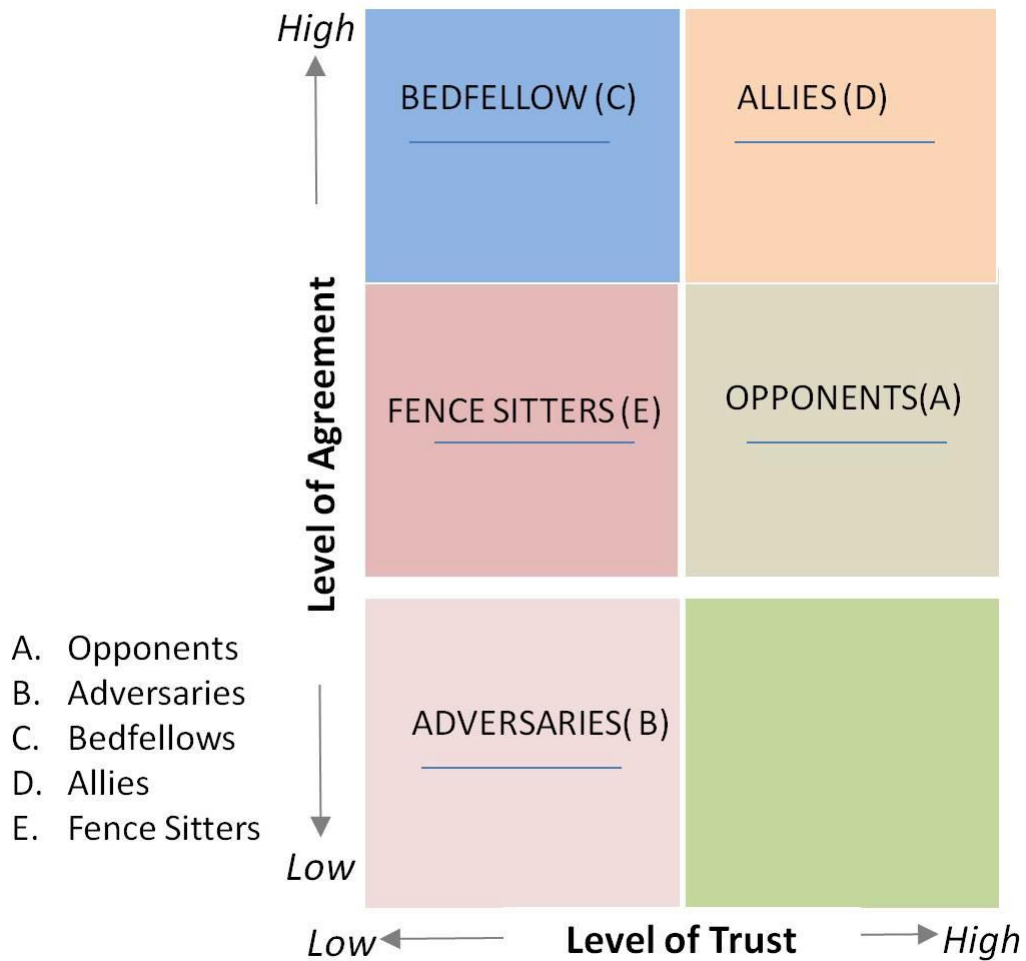 High
BEDFELLOW (C)
ALLIES (D)
Level of Agreement
FENCE SITTERS (E)
OPPONENTS(A)
A. Opponents
B. Adversaries
C. Bedfellows
D. Allies
E. Fence Sitters
ADVERSARIES( B)
Low
Low
Level of Trust
High